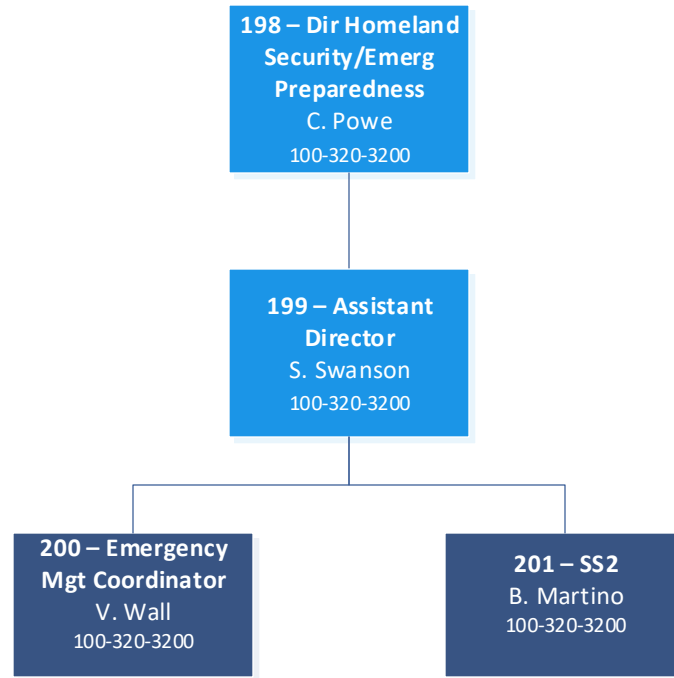 198 – Dir Homeland
Security/Emerg
Preparedness
C. Powe
100-320-3200
199 – Assistant
Director
S. Swanson
100-320-3200
200 – Emergency
Mgt Coordinator
V. Wall
100-320-3200
201 – SS2
B. Martino
100-320-3200